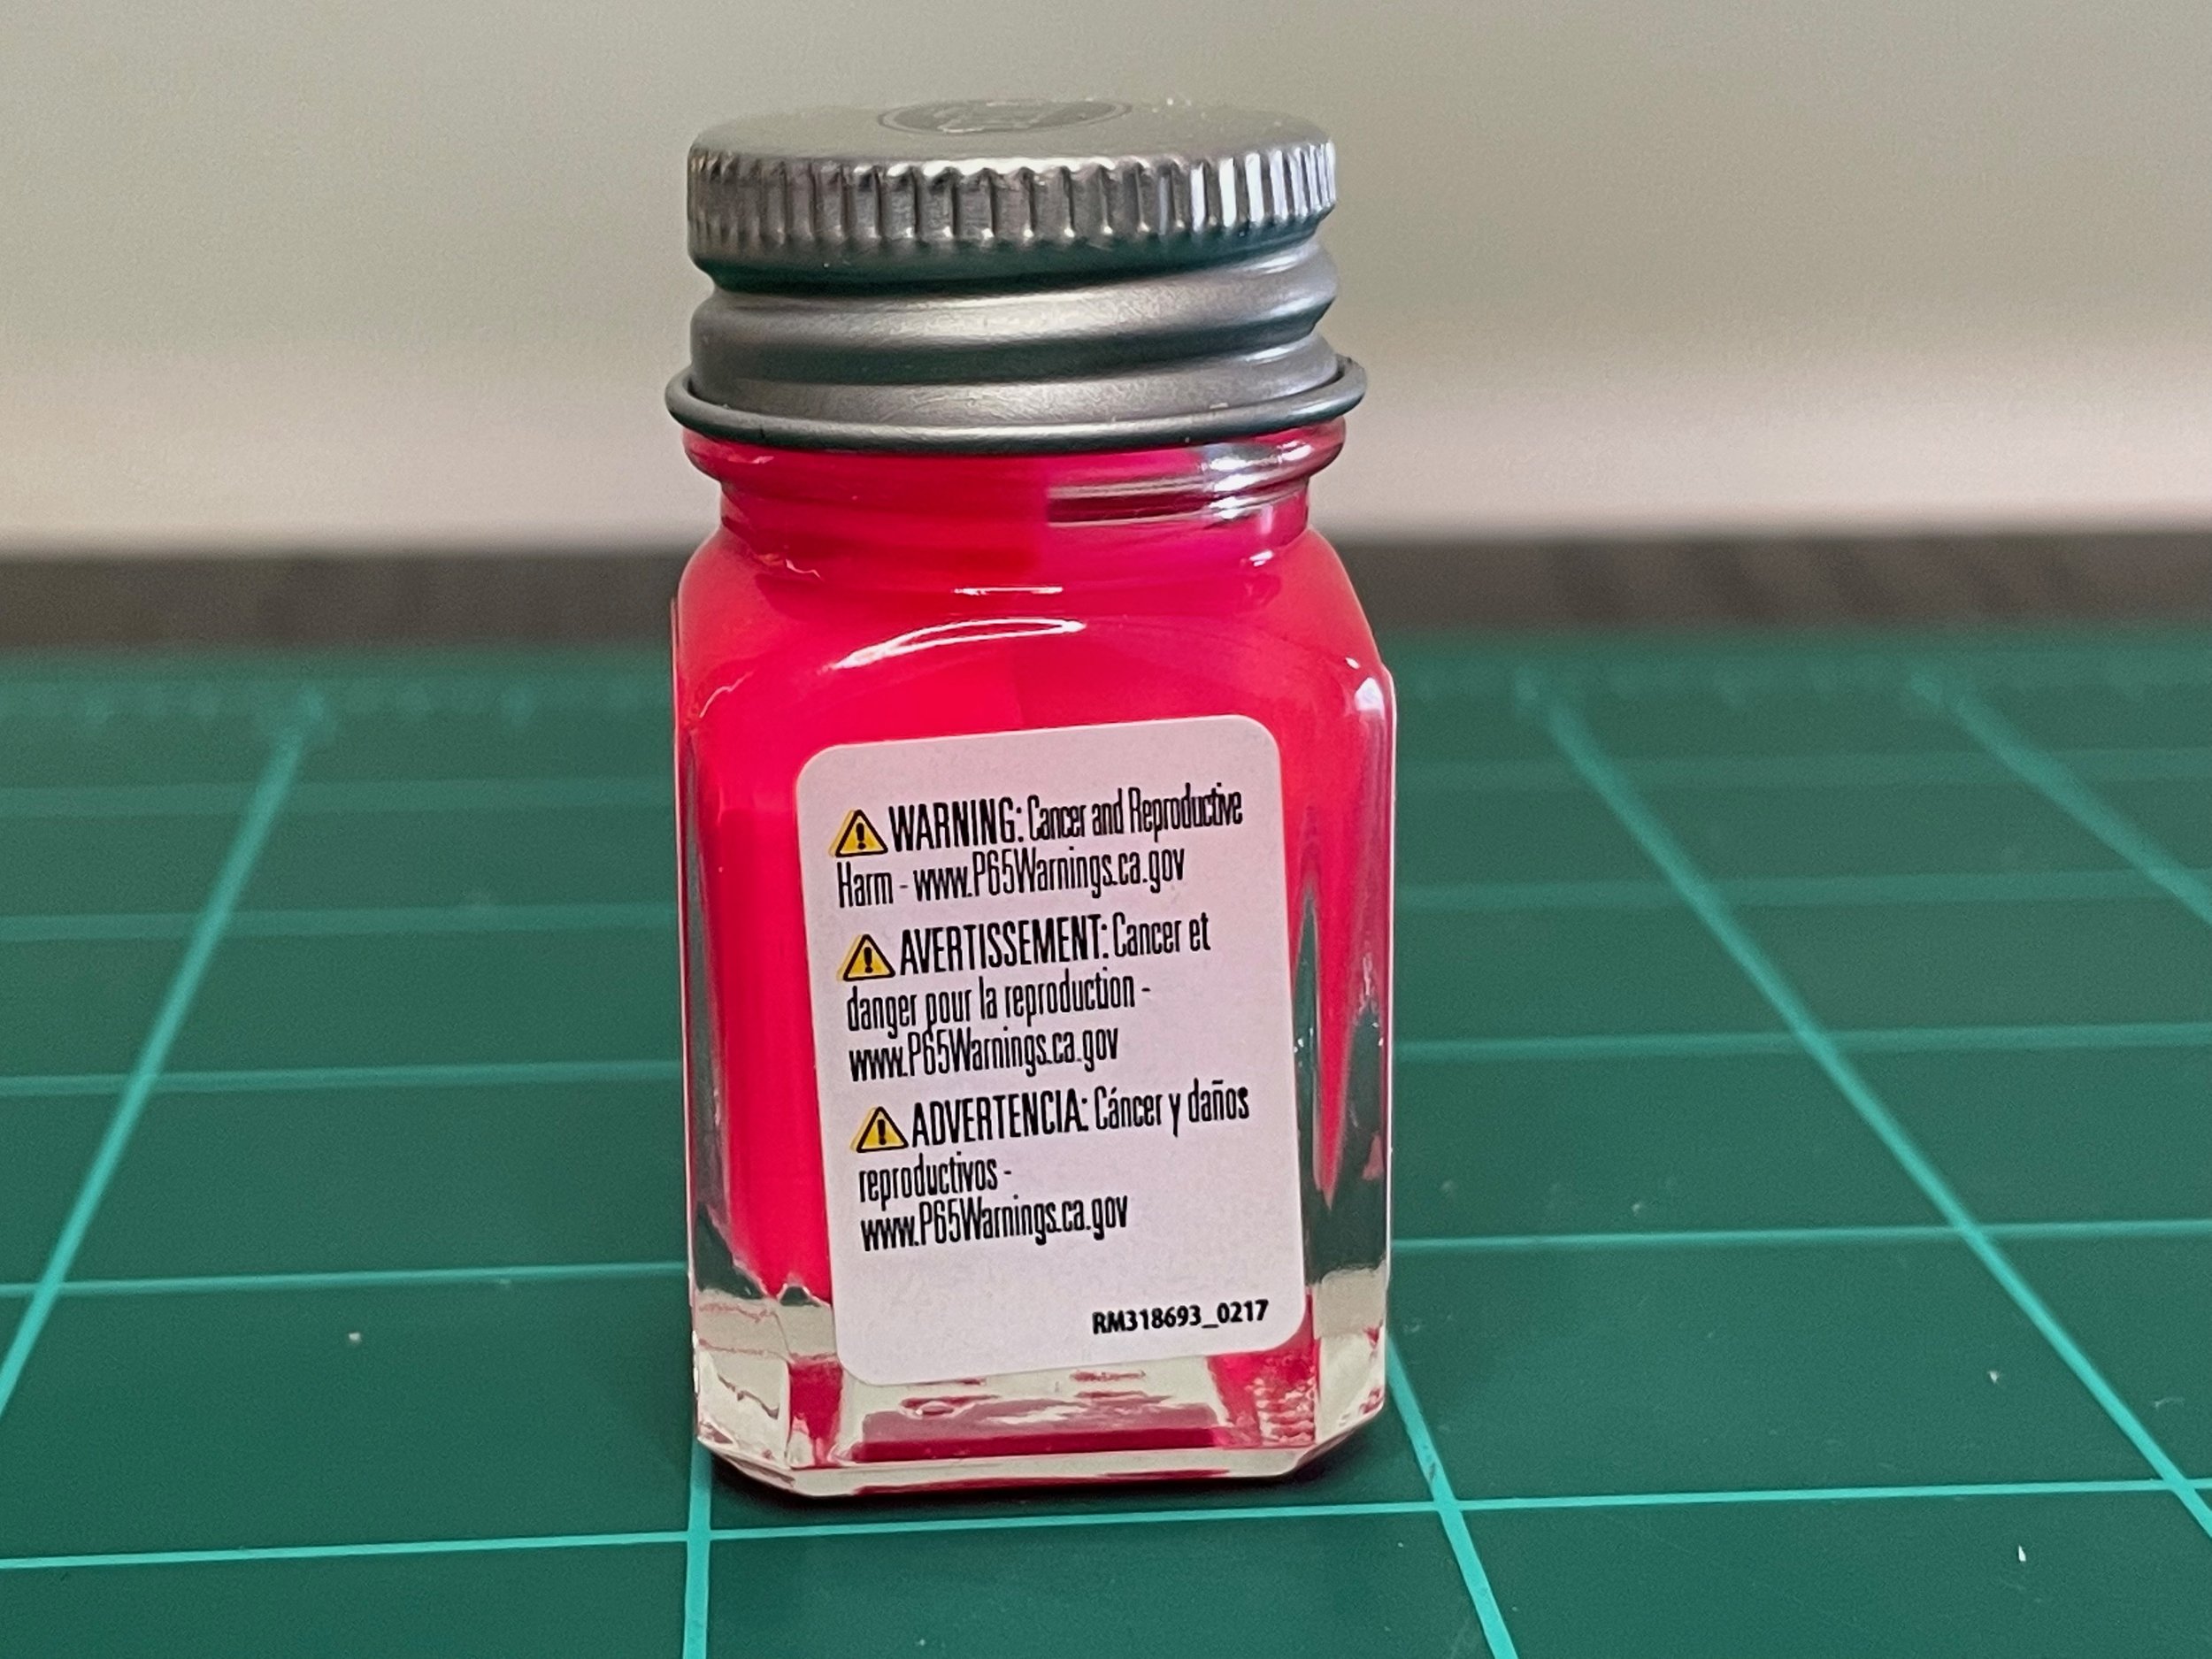 WARNING: Cancer and Reproductive
Harm - www.P65Warnings.ca.gov
AVERTISSEMENT: Cancer et
danger pour la reproduction -
www.P65Warnings.ca.gov
ADVERTENCIA: Cáncer y daños
reproductivos -
www.P65Warnings.ca.gov
RM318693_0217